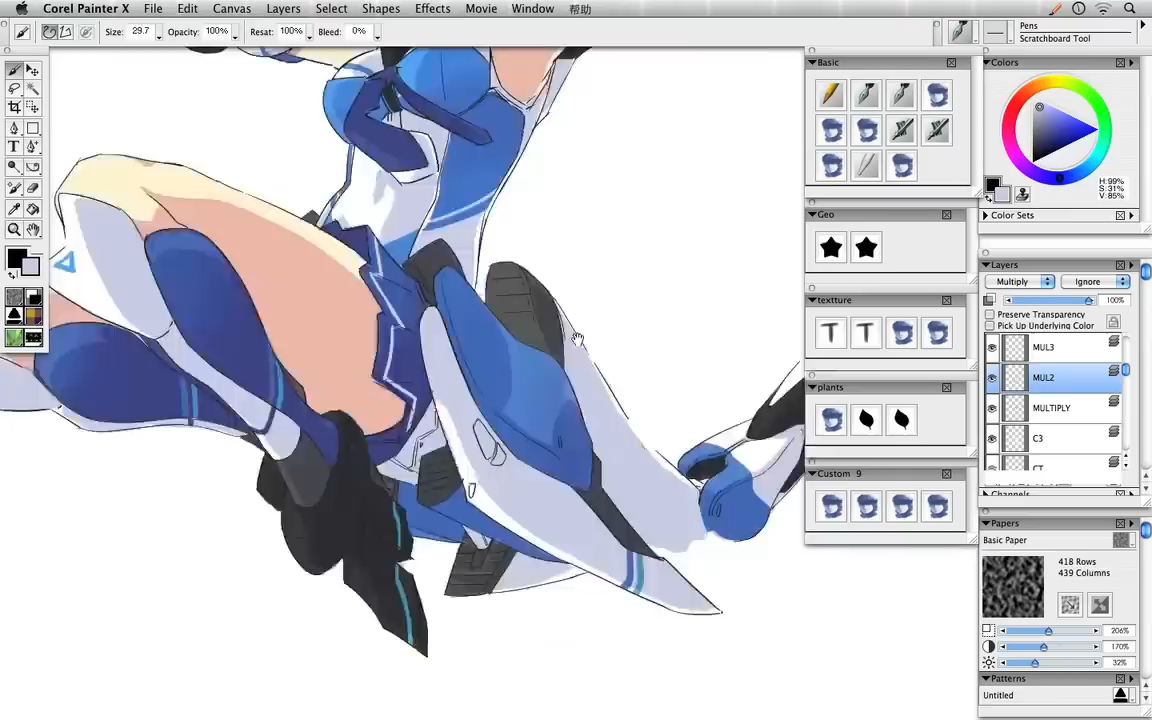 Corel Painter X File Edit Canvas Layers Select Shapes Effects Movie Window 帮助
Size: 29.7 Opacity: 100% Resat: 100% Bleed: 0%
Pens
Scratchboard Tool
Basic
Geo
textture
plants
Custom 9
Colors
H: 99%
S: 31%
V: 85%
Color Sets
Layers
Multiply Ignore
100%
Preserve Transparency
Pick Up Underlying Color
MUL3
MUL2
MULTIPLY
C3
CT
Channels
Papers
Basic Paper
418 Rows
439 Columns
206%
170%
32%
Patterns
Untitled